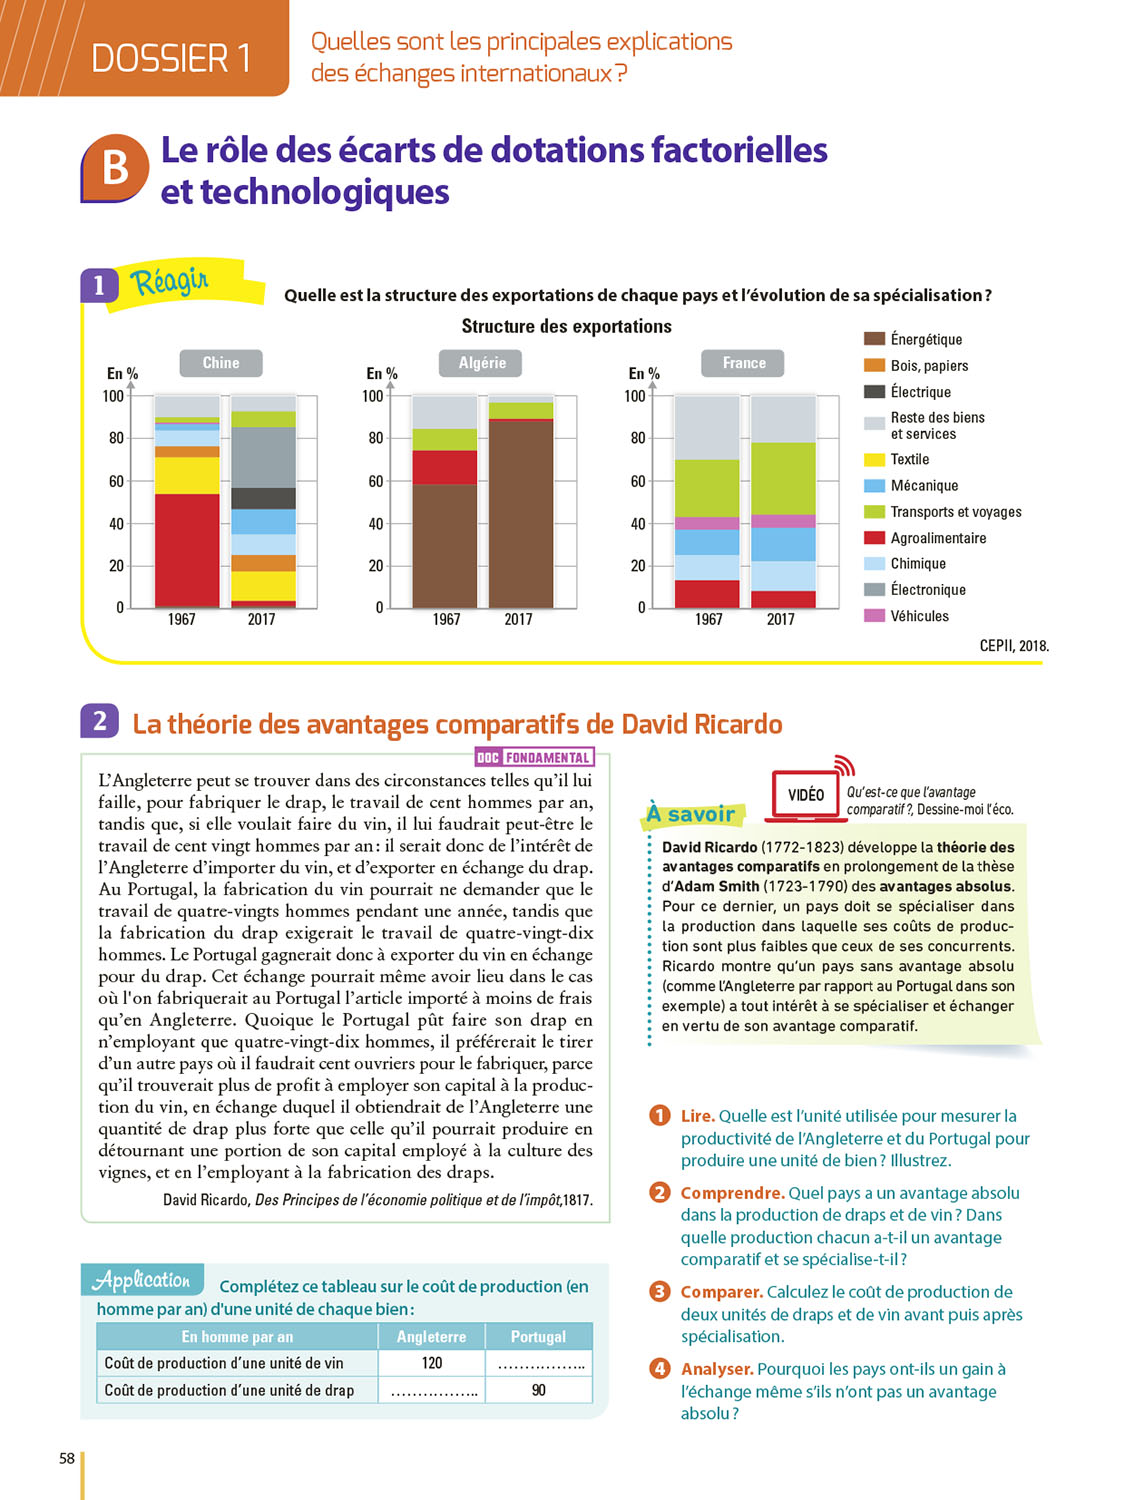 DOSSIER 1
Quelles sont les principales explications
des échanges internationaux ?
B
Le rôle des écarts de dotations factorielles
et technologiques
1
Réagir
Quelle est la structure des exportations de chaque pays et l'évolution de sa spécialisation ?
Structure des exportations
Chine
En %
100
80
60
40
20
0
1967
2017
Algérie
En %
100
80
60
40
20
0
1967
2017
France
En %
100
80
60
40
20
0
1967
2017
Énergétique
Bois, papiers
Électrique
Reste des biens
et services
Textile
Mécanique
Transports et voyages
Agroalimentaire
Chimique
Électronique
Véhicules
CEPII, 2018.
2
La théorie des avantages comparatifs de David Ricardo
DOC FONDAMENTAL
L'Angleterre peut se trouver dans des circonstances telles qu'il lui
faille, pour fabriquer le drap, le travail de cent hommes par an,
tandis que, si elle voulait faire du vin, il lui faudrait peut-être le
travail de cent vingt hommes par an : il serait donc de l'intérêt de
l'Angleterre d'importer du vin, et d'exporter en échange du drap.
Au Portugal, la fabrication du vin pourrait ne demander que le
travail de quatre-vingts hommes pendant une année, tandis que
la fabrication du drap exigerait le travail de quatre-vingt-dix
hommes. Le Portugal gagnerait donc à exporter du vin en échange
pour du drap. Cet échange pourrait même avoir lieu dans le cas
où l'on fabriquerait au Portugal l'article importé à moins de frais
qu'en Angleterre. Quoique le Portugal pût faire son drap en
n'employant que quatre-vingt-dix hommes, il préférerait le tirer
d'un autre pays où il faudrait cent ouvriers pour le fabriquer, parce
qu'il trouverait plus de profit à employer son capital à la produc-
tion du vin, en échange duquel il obtiendrait de l'Angleterre une
quantité de drap plus forte que celle qu'il pourrait produire en
détournant une portion de son capital employé à la culture des
vignes, et en l'employant à la fabrication des draps.
David Ricardo, Des Principes de l'économie politique et de l'impôt,1817.
VIDÉO
Qu'est-ce que l'avantage
comparatif ?, Dessine-moi l'éco.
À savoir
David Ricardo (1772-1823) développe la théorie des
avantages comparatifs en prolongement de la thèse
d'Adam Smith (1723-1790) des avantages absolus.
Pour ce dernier, un pays doit se spécialiser dans
la production dans laquelle ses coûts de produc-
tion sont plus faibles que ceux de ses concurrents.
Ricardo montre qu'un pays sans avantage absolu
(comme l'Angleterre par rapport au Portugal dans son
exemple) a tout intérêt à se spécialiser et échanger
en vertu de son avantage comparatif.
1 Lire. Quelle est l'unité utilisée pour mesurer la
productivité de l'Angleterre et du Portugal pour
produire une unité de bien ? Illustrez.
2 Comprendre. Quel pays a un avantage absolu
dans la production de draps et de vin ? Dans
quelle production chacun a-t-il un avantage
comparatif et se spécialise-t-il ?
3 Comparer. Calculez le coût de production de
deux unités de draps et de vin avant puis après
spécialisation.
4 Analyser. Pourquoi les pays ont-ils un gain à
l'échange même s'ils n'ont pas un avantage
absolu ?
Application
Complétez ce tableau sur le coût de production (en
homme par an) d'une unité de chaque bien :
En homme par an Angleterre Portugal
Coût de production d'une unité de vin 120 ................
Coût de production d'une unité de drap ................ 90
58